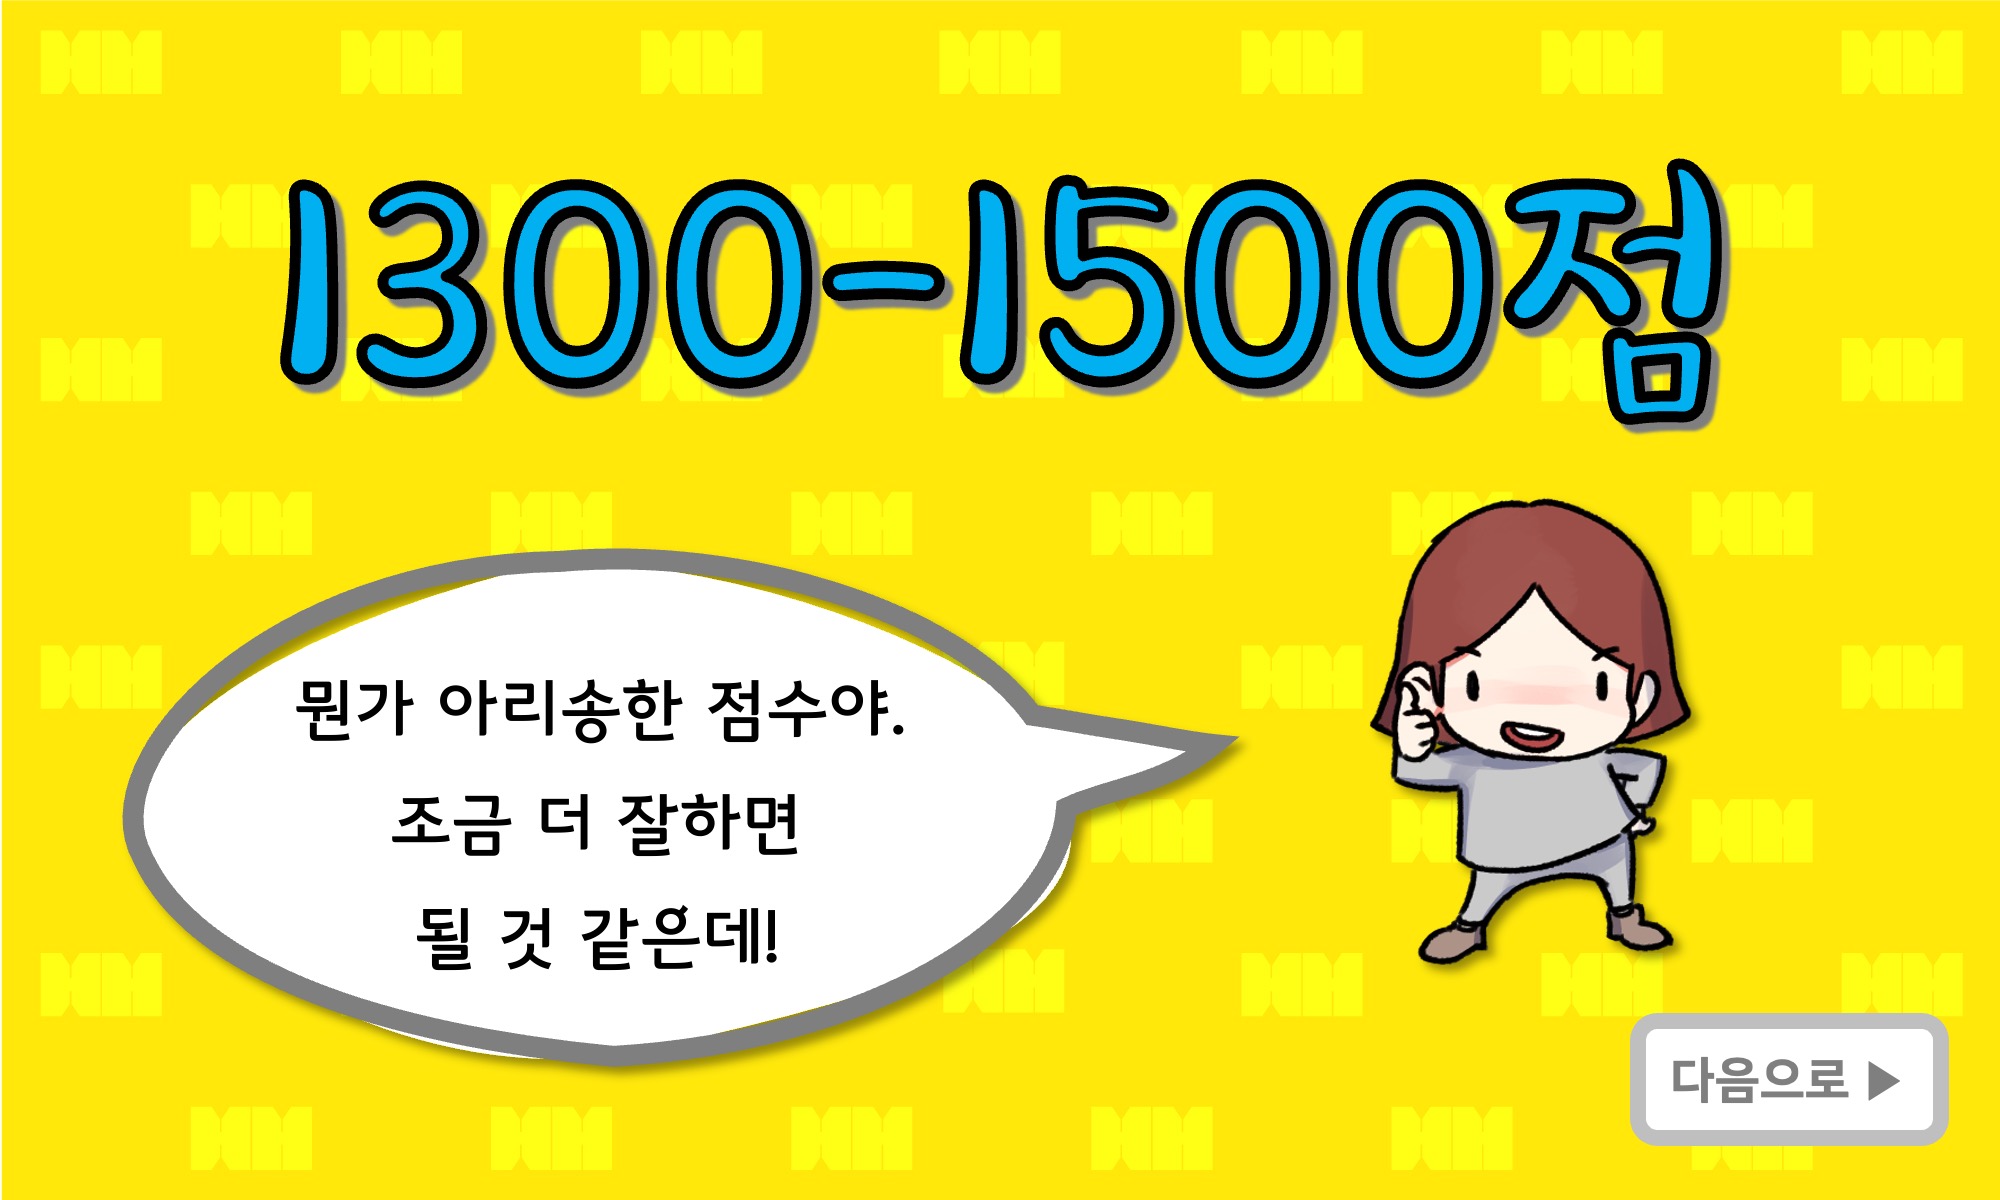 1300-1500점
뭔가 아리송한 점수야.
조금 더 잘하면
될 것 같은데!
다음으로 ▶